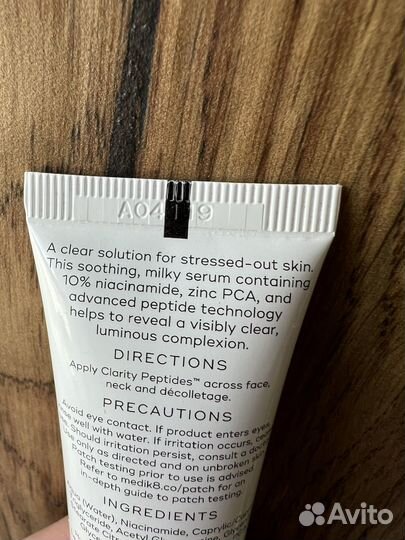 A04119
A clear solution for stressed-out skin.
This soothing, milky serum containing
10% niacinamide, zinc PCA, and
advanced peptide technology
helps to reveal a visibly clear,
luminous complexion.
DIRECTIONS
Apply Clarity Peptides™ across face,
neck and décolletage.
PRECAUTIONS
Avoid eye contact. If product enters eyes,
well with water. If irritation occurs,
Should irritation persist, consult a
only as directed and on unbroken
Patch testing prior to use is advised.
Refer to medik8.co/patch for an
in-depth guide to patch testing.
INGREDIENTS
(Water), Niacinamide,
Avito